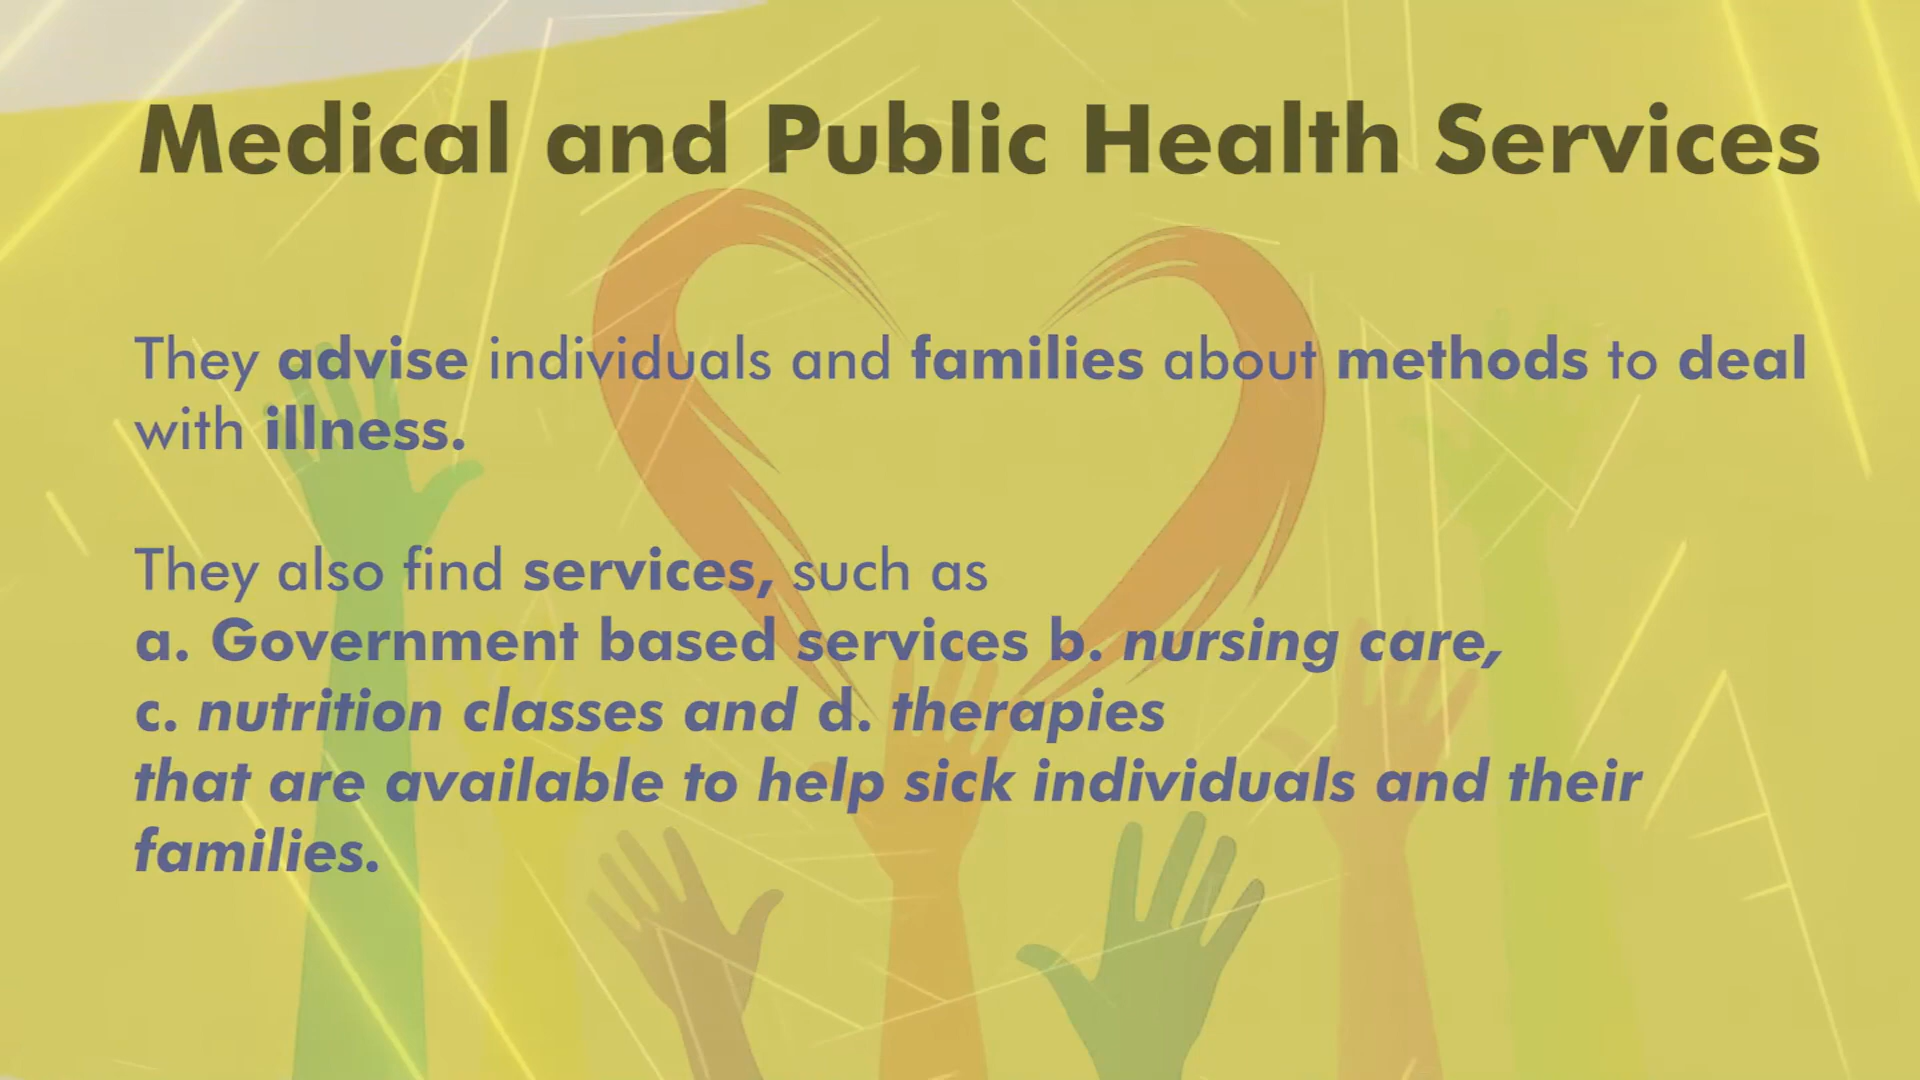 Medical and Public Health Services
They advise individuals and families about methods to deal
with illness.
They also find services, such as
a. Government based services b. nursing care,
c. nutrition classes and d. therapies
that are available to help sick individuals and their
families.